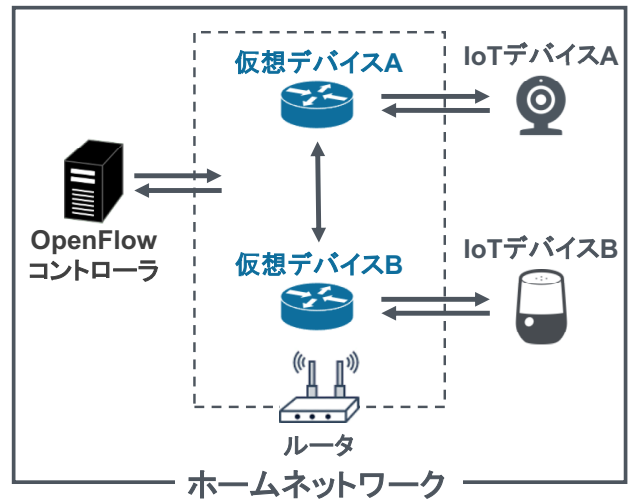 仮想デバイスA
IoTデバイスA
OpenFlow
コントローラ
仮想デバイスB
IoTデバイスB
ルータ
ホームネットワーク